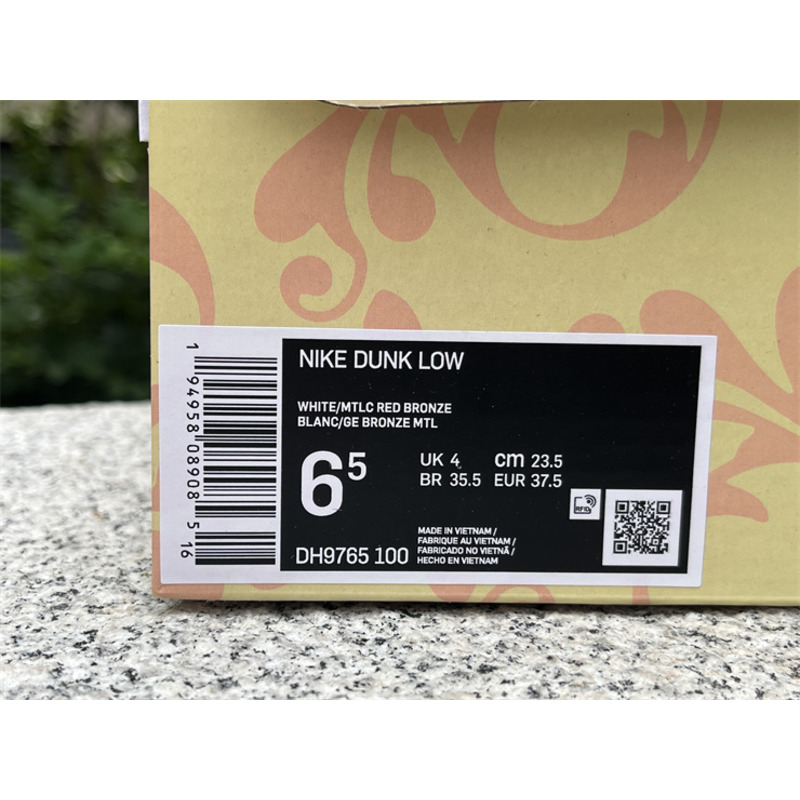 NIKE DUNK LOW
WHITE/MTLC RED BRONZE
BLANC/GE BRONZE MTL
6 5
UK 4 cm 23.5
BR 35.5 EUR 37.5
RFID
MADE IN VIETNAM /
FABRIQUE AU VIETNAM /
FABRICADO NO VIETNÃ /
HECHO EN VIETNAM
DH9765 100
1 94958 08908 5 16